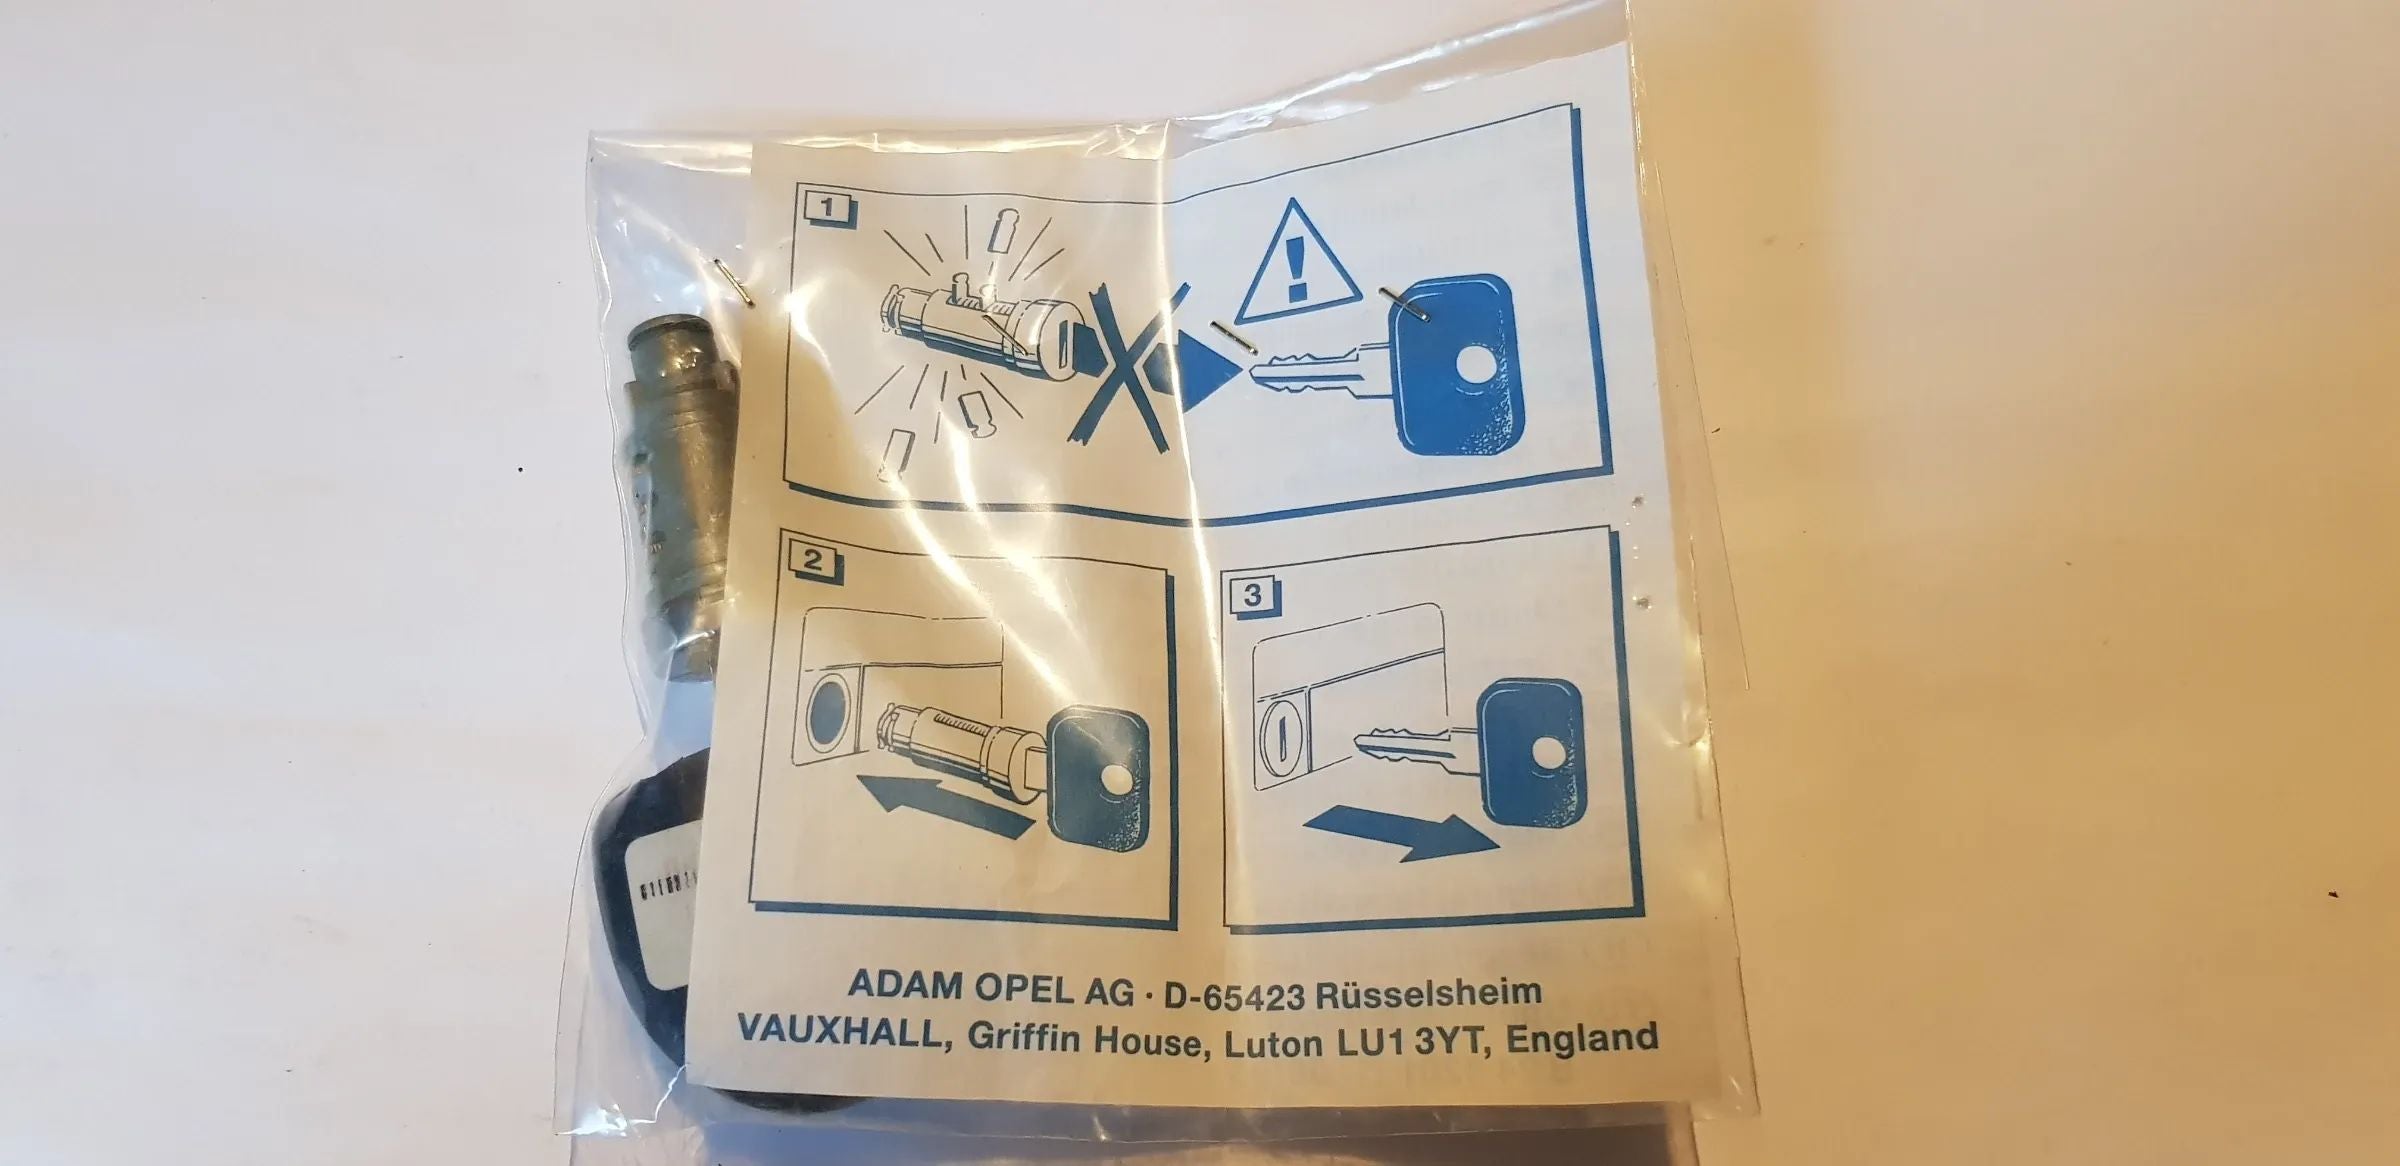 1
!
2
3
ADAM OPEL AG · D-65423 Rüsselsheim
VAUXHALL, Griffin House, Luton LU1 3YT, England